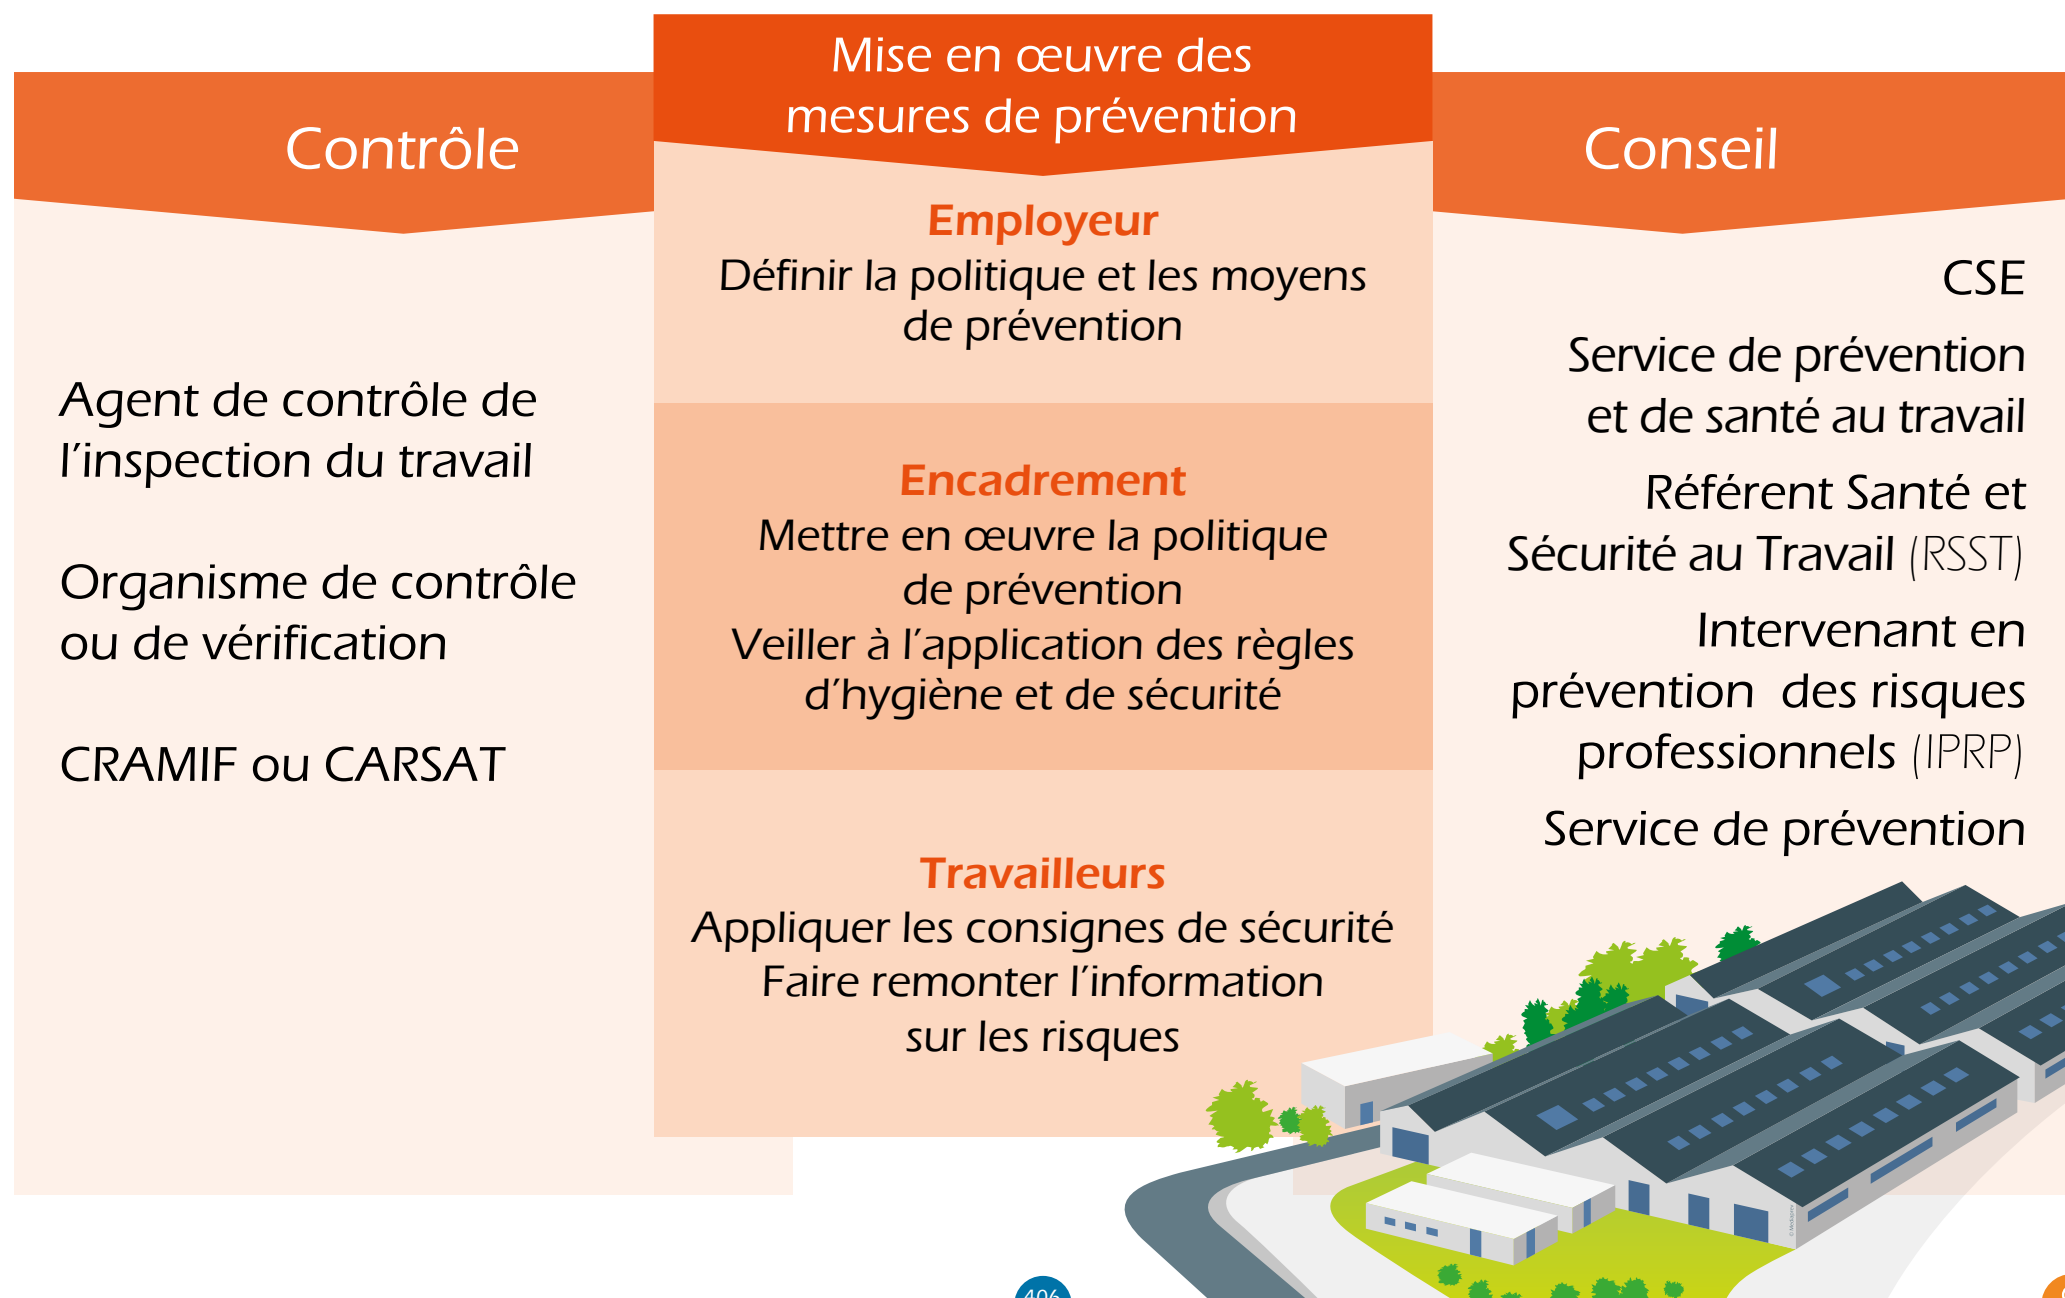 Contrôle
Agent de contrôle de
l'inspection du travail
Organisme de contrôle
ou de vérification
CRAMIF ou CARSAT
Mise en œuvre des
mesures de prévention
Employeur
Définir la politique et les moyens
de prévention
Encadrement
Mettre en œuvre la politique
de prévention
Veiller à l'application des règles
d'hygiène et de sécurité
Travailleurs
Appliquer les consignes de sécurité
Faire remonter l'information
sur les risques
Conseil
CSE
Service de prévention
et de santé au travail
Référent Santé et
Sécurité au Travail (RSST)
Intervenant en
prévention des risques
professionnels (IPRP)
Service de prévention